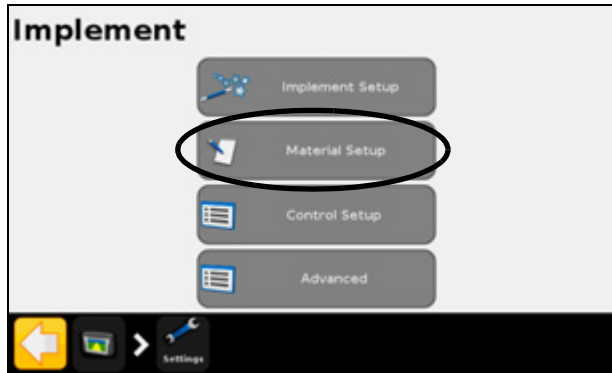 Implement
Implement Setup
Material Setup
Control Setup
Advanced
Settings